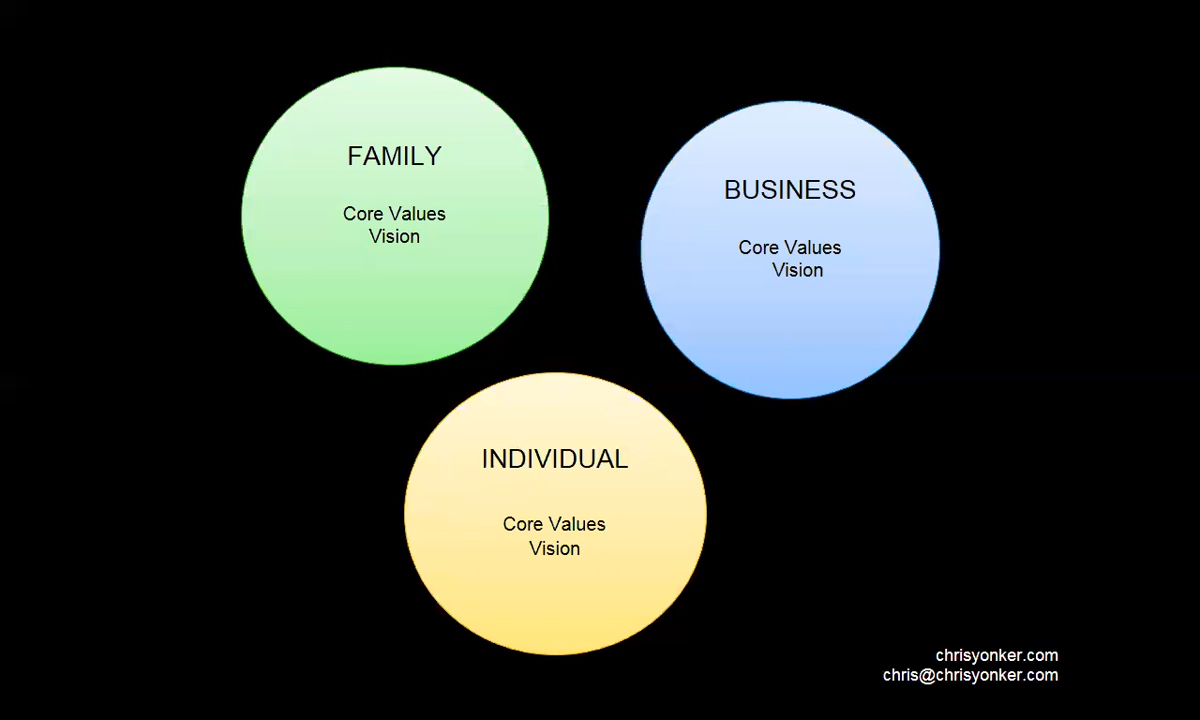 FAMILY
Core Values
Vision
BUSINESS
Core Values
Vision
INDIVIDUAL
Core Values
Vision
chrisyonker.com
chris@chrisyonker.com